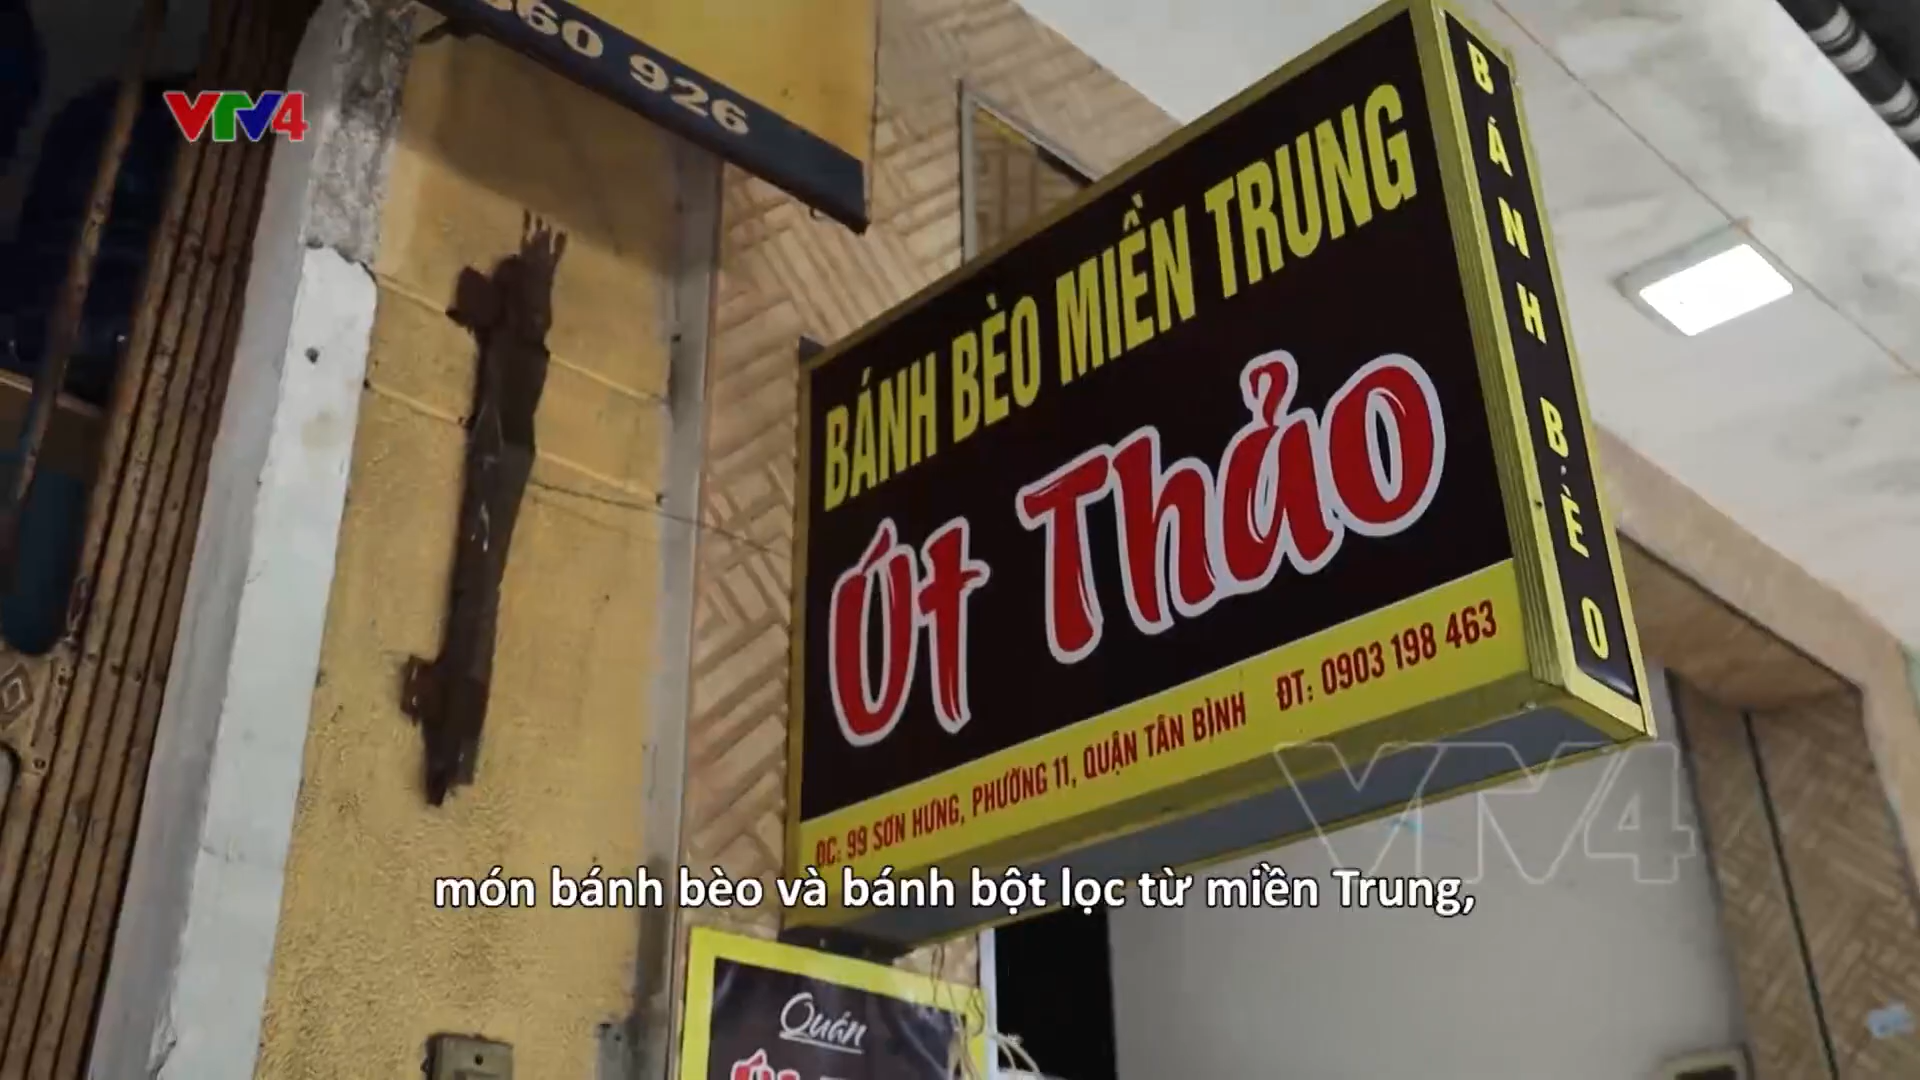 VTV4
60 926
BÁNH BÈO MIỀN TRUNG
Út Thảo
ĐC: 99 SƠN HƯNG, PHƯỜNG 11, QUẬN TÂN BÌNH ĐT: 0903 198 463
BÁNH BÈO
VTV4
món bánh bèo và bánh bột lọc từ miền Trung,
Quán